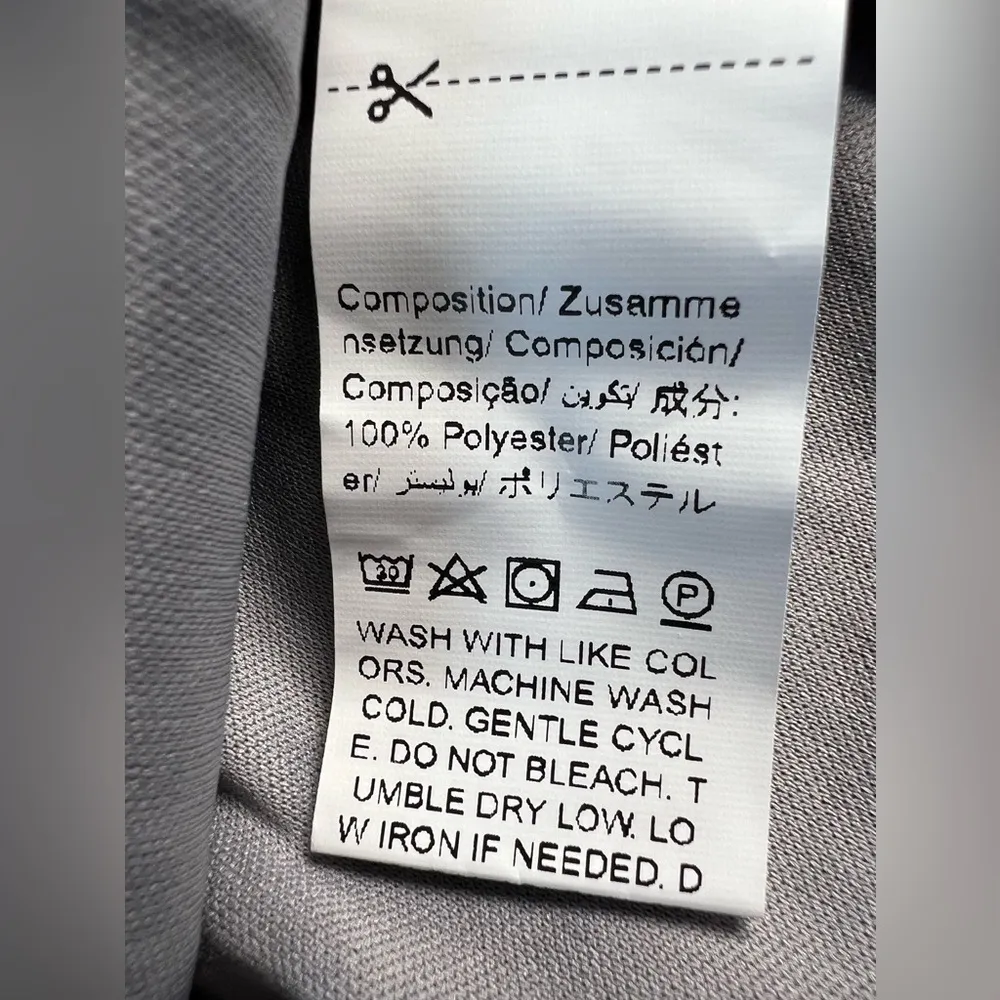 Composition/ Zusamme
nsetzung/ Composición/
Composição/ تكوين/ 成分:
100% Polyester/ Poliést
er/ بوليستر/ ポリエステル
30 P
WASH WITH LIKE COL
ORS. MACHINE WASH
COLD. GENTLE CYCL
E. DO NOT BLEACH. T
UMBLE DRY LOW. LO
W IRON IF NEEDED. D